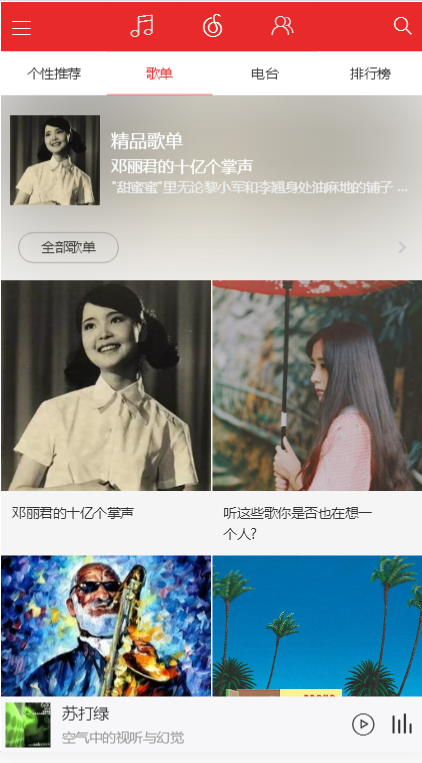 个性推荐
歌单
电台
排行榜
精品歌单
邓丽君的十亿个掌声
"甜蜜蜜"里无论黎小军和李翘身处油麻地的铺子 ...
全部歌单
邓丽君的十亿个掌声
听这些歌你是否也在想一
个人?
苏打绿
空气中的视听与幻觉